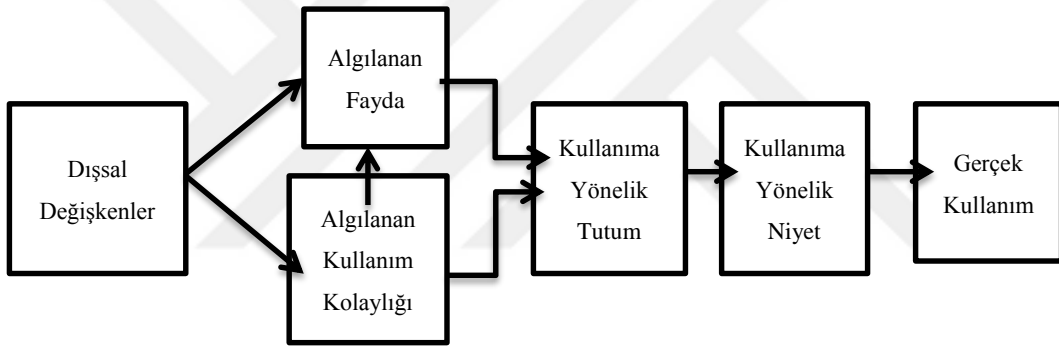 Dışsal
Değişkenler
Algılanan
Fayda
Algılanan
Kullanım
Kolaylığı
Kullanıma
Yönelik
Tutum
Kullanıma
Yönelik
Niyet
Gerçek
Kullanım